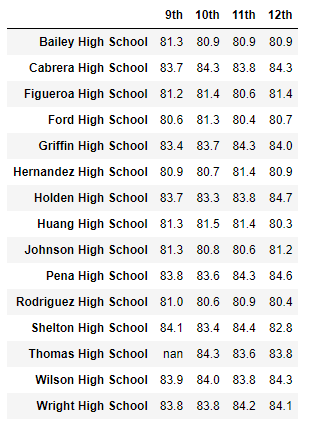 9th 10th 11th 12th
Bailey High School 81.3 80.9 80.9 80.9
Cabrera High School 83.7 84.3 83.8 84.3
Figueroa High School 81.2 81.4 80.6 81.4
Ford High School 80.6 81.3 80.4 80.7
Griffin High School 83.4 83.7 84.3 84.0
Hernandez High School 80.9 80.7 81.4 80.9
Holden High School 83.7 83.3 83.8 84.7
Huang High School 81.3 81.5 81.4 80.3
Johnson High School 81.3 80.8 80.6 81.2
Pena High School 83.8 83.6 84.3 84.6
Rodriguez High School 81.0 80.6 80.9 80.4
Shelton High School 84.1 83.4 84.4 82.8
Thomas High School nan 84.3 83.6 83.8
Wilson High School 83.9 84.0 83.8 84.3
Wright High School 83.8 83.8 84.2 84.1